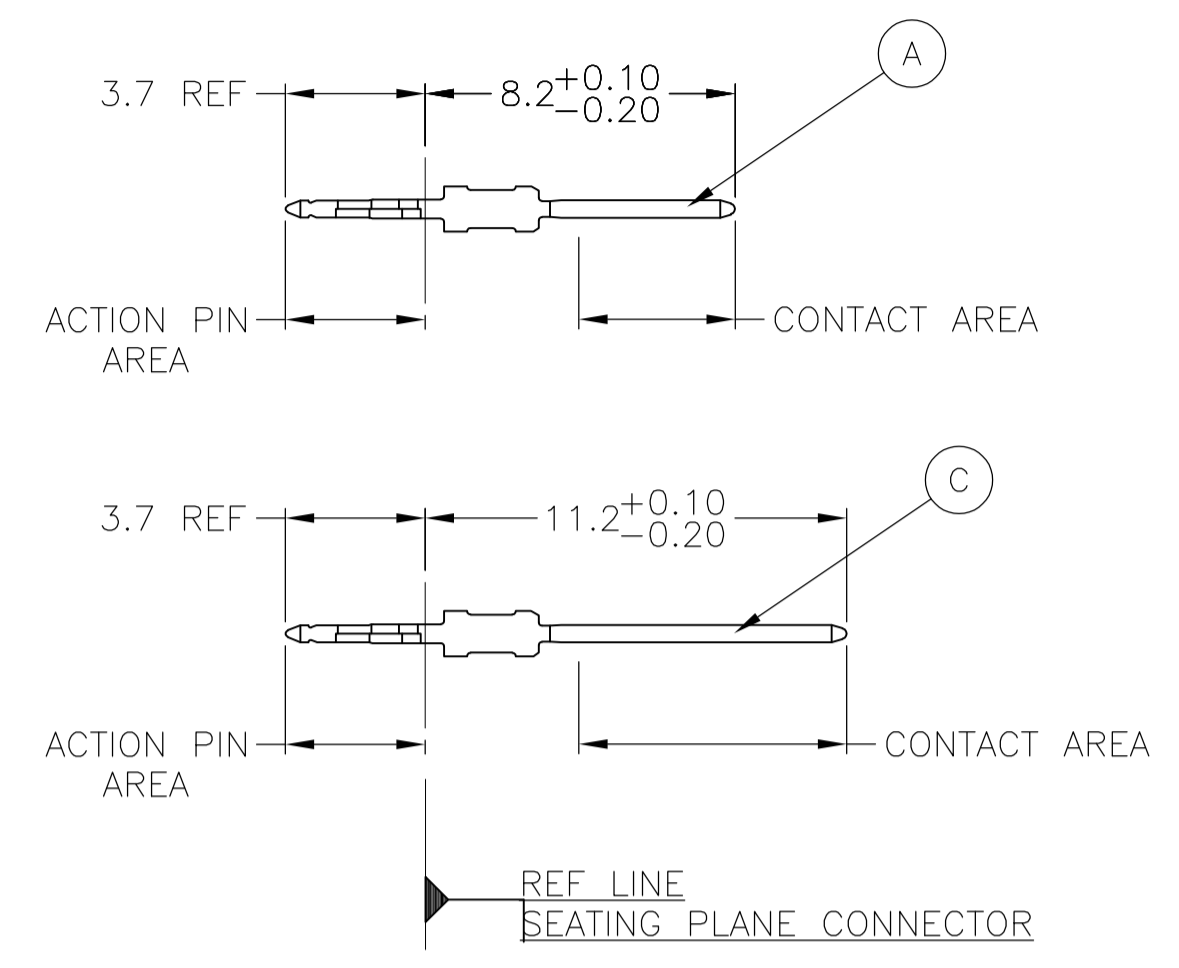 A
3.7 REF
8.2 +0.10 -0.20
ACTION PIN
AREA
CONTACT AREA
C
3.7 REF
11.2 +0.10 -0.20
ACTION PIN
AREA
CONTACT AREA
REF LINE
SEATING PLANE CONNECTOR